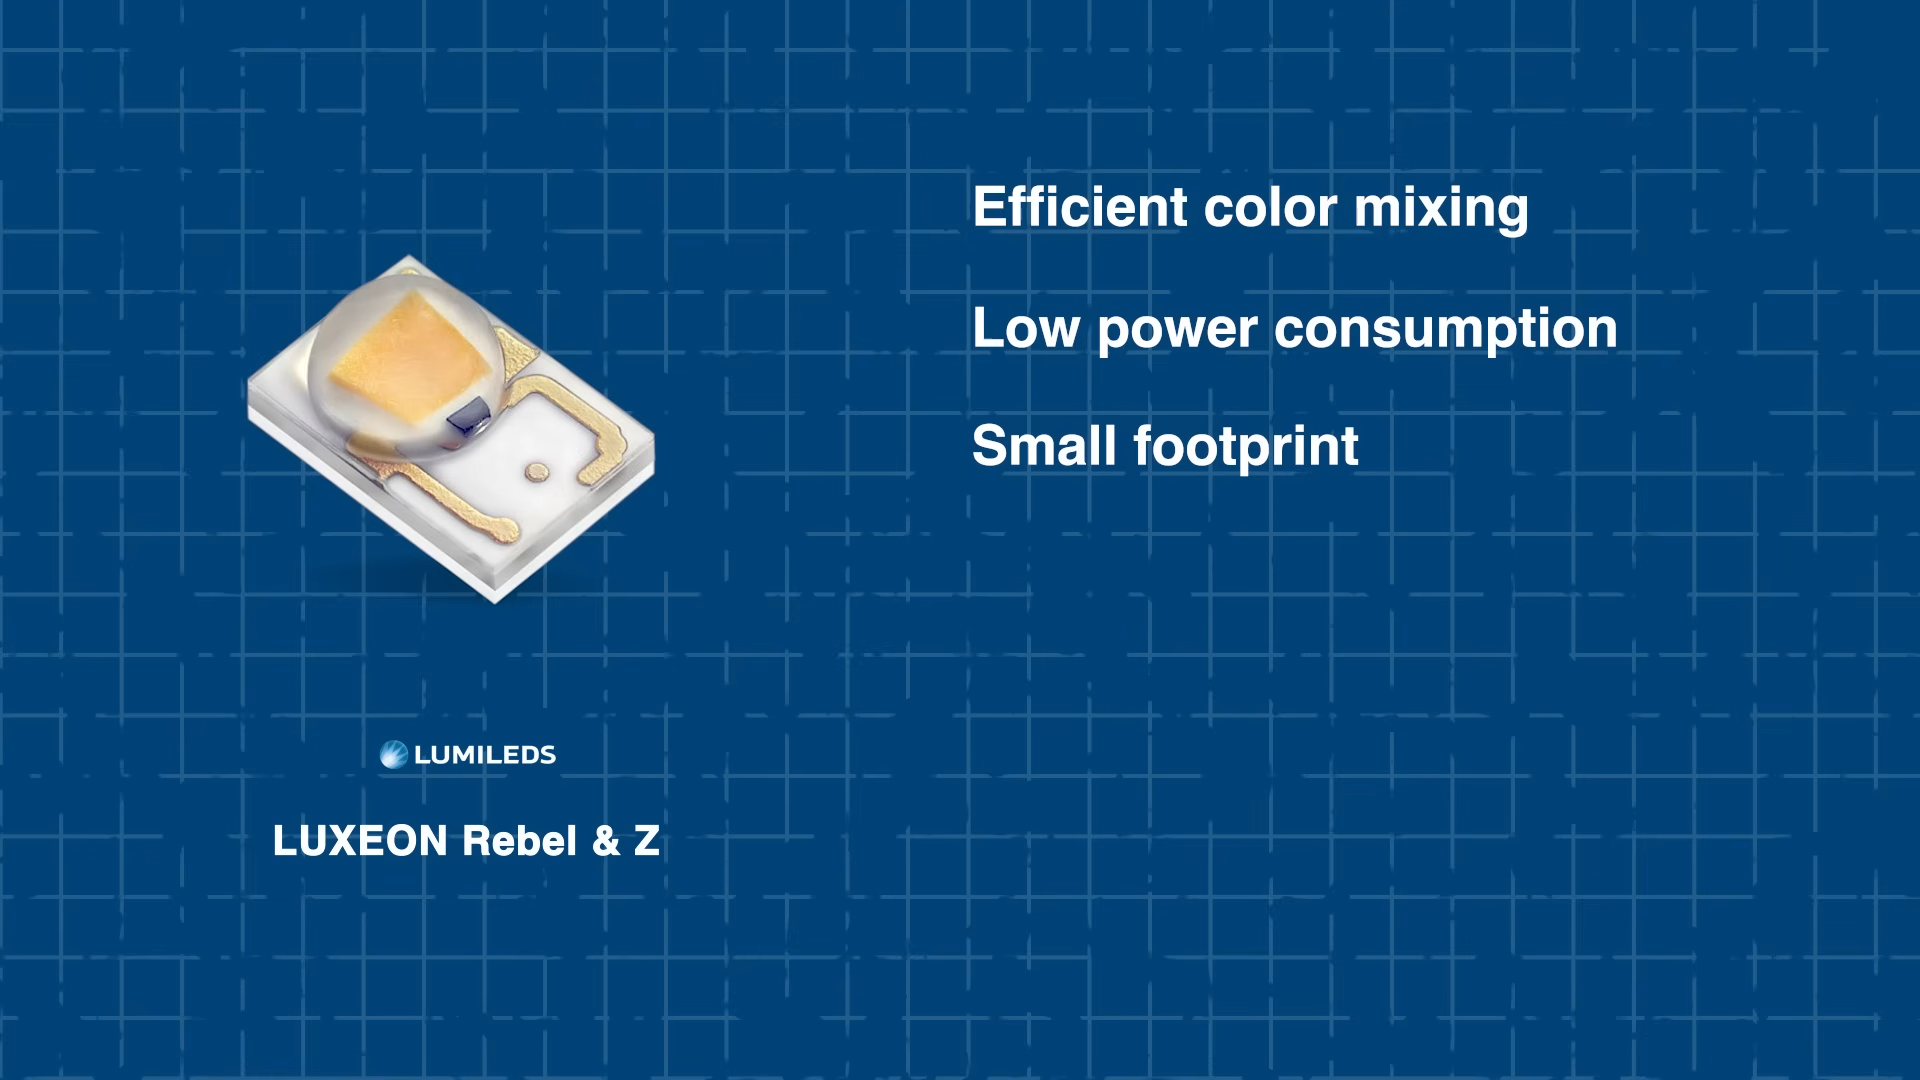 Efficient color mixing
Low power consumption
Small footprint
LUMILEDS
LUXEON Rebel & Z